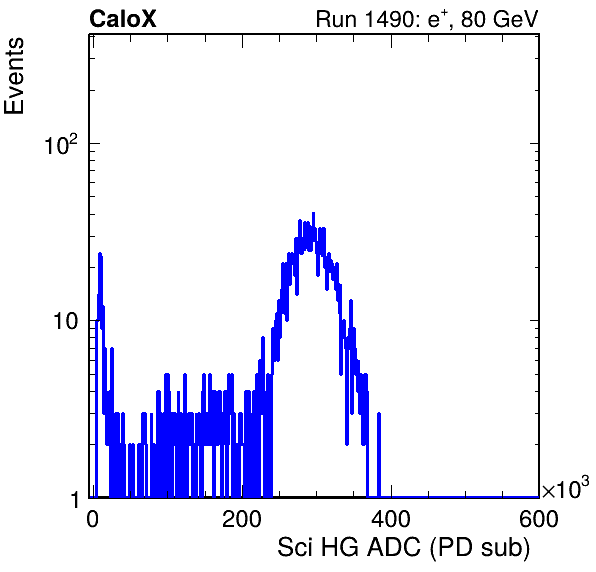 CaloX Run 1490: e⁺, 80 GeV
Events
10²
10
1
0 200 400 600
×10³
Sci HG ADC (PD sub)